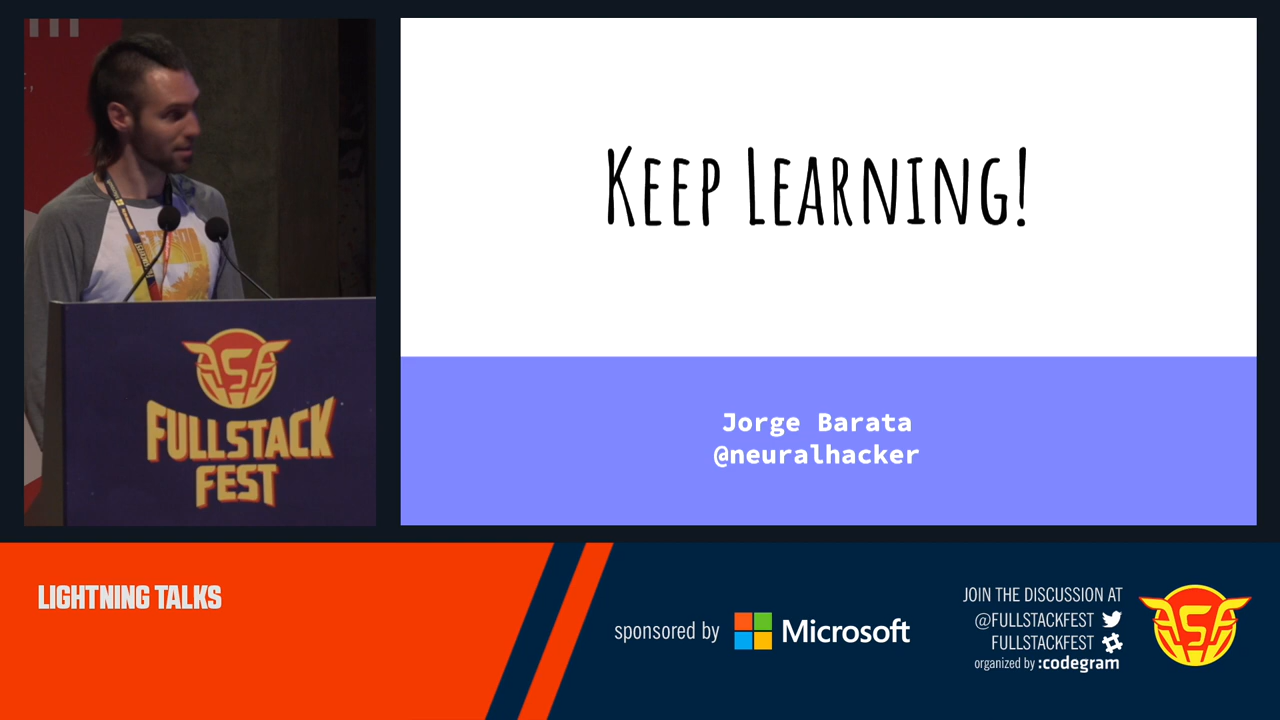 KEEP LEARNING!
Jorge Barata
@neuralhacker
FULLSTACK
FEST
LIGHTNING TALKS
sponsored by Microsoft
JOIN THE DISCUSSION AT
@FULLSTACKFEST
FULLSTACKFEST
organized by :codegram